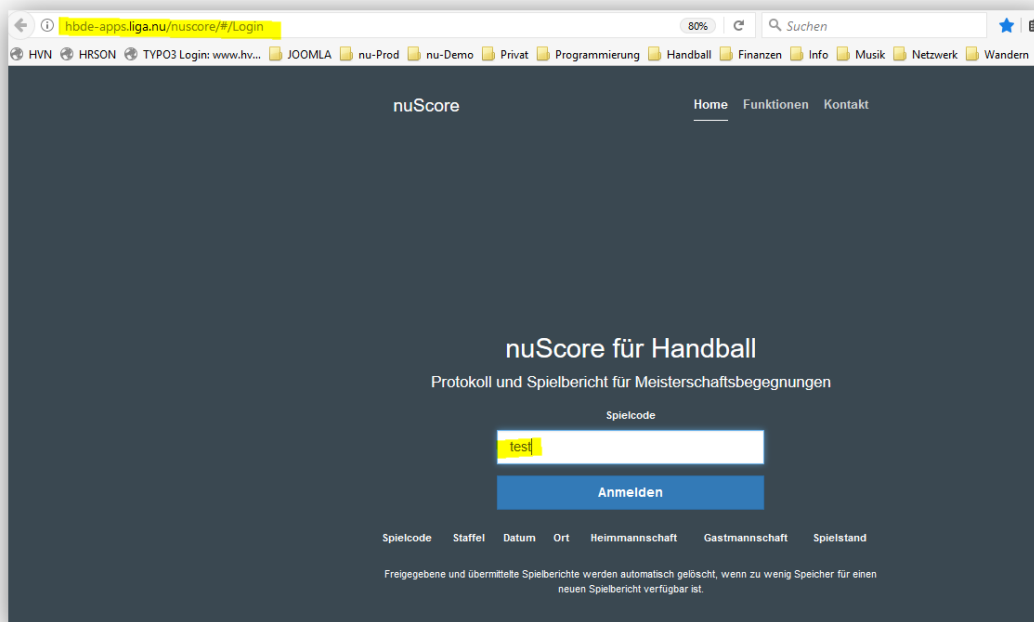 hbde-apps.liga.nu/nuscore/#/Login 80% Suchen
HVN HRSON TYPO3 Login: www.hv... JOOMLA nu-Prod nu-Demo Privat Programmierung Handball Finanzen Info Musik Netzwerk Wandern
nuScore Home Funktionen Kontakt
nuScore für Handball
Protokoll und Spielbericht für Meisterschaftsbegegnungen
Spielcode
test
Anmelden
Spielcode Staffel Datum Ort Heimmannschaft Gastmannschaft Spielstand
Freigegebene und übermittelte Spielberichte werden automatisch gelöscht, wenn zu wenig Speicher für einen
neuen Spielbericht verfügbar ist.